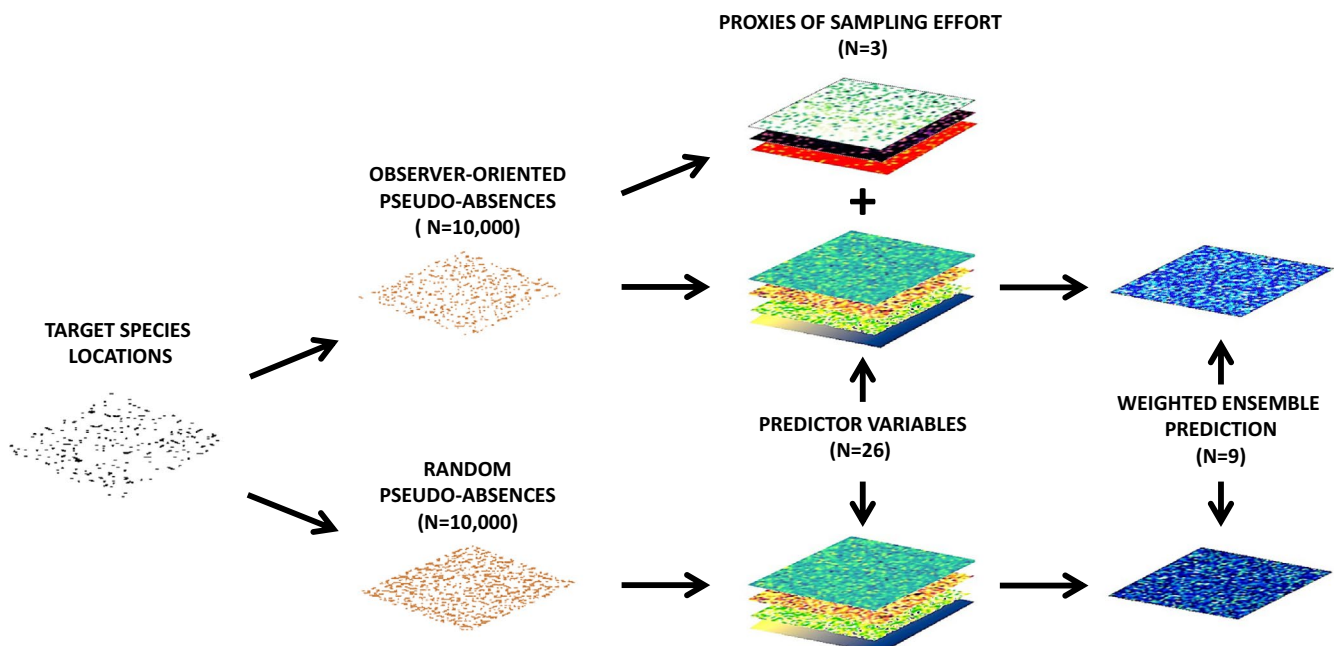 PROXIES OF SAMPLING EFFORT
(N=3)
OBSERVER-ORIENTED
PSEUDO-ABSENCES
( N=10,000)
+
TARGET SPECIES
LOCATIONS
PREDICTOR VARIABLES
(N=26)
WEIGHTED ENSEMBLE
PREDICTION
(N=9)
RANDOM
PSEUDO-ABSENCES
(N=10,000)